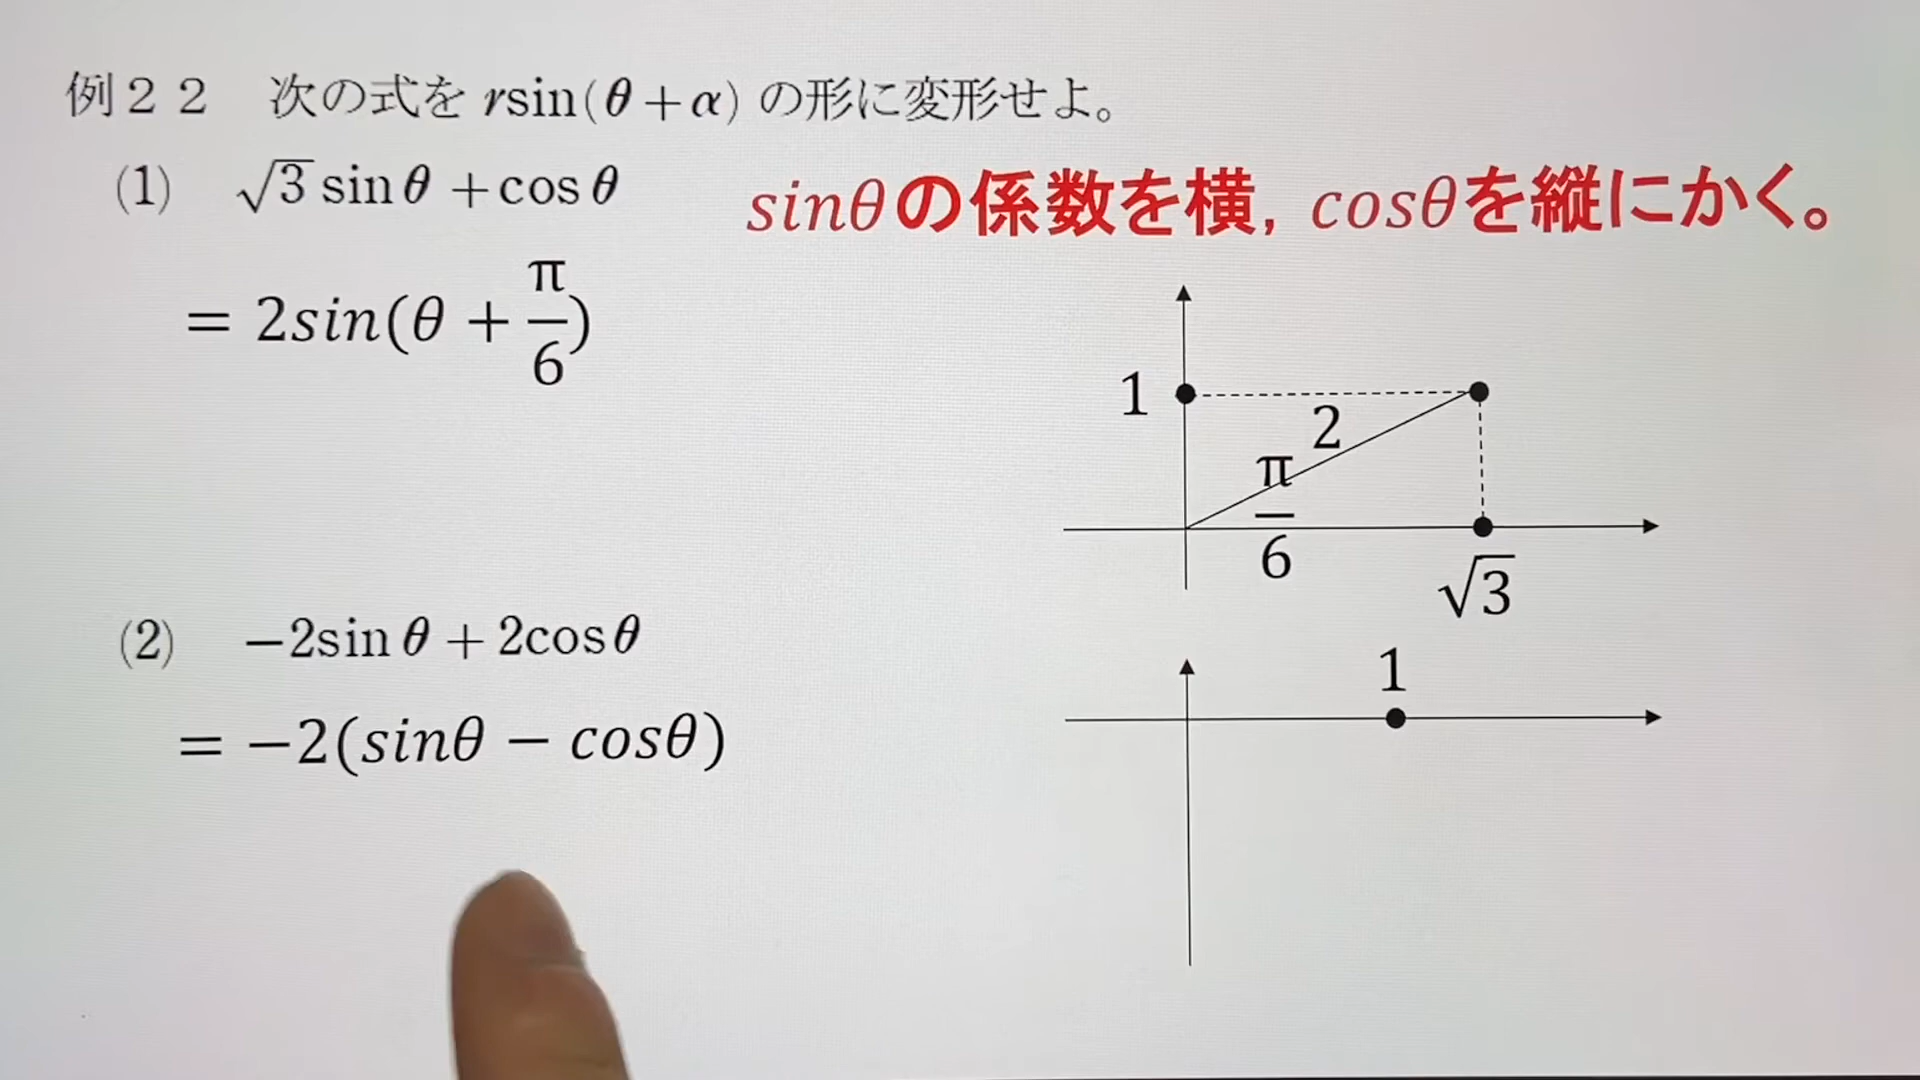 例２２　次の式を rsin(θ+α) の形に変形せよ。
(1)　√3 sinθ +cosθ
sinθの係数を横, cosθを縦にかく。
= 2sin(θ + π/6)
1
2
π/6
√3
(2)　−2sinθ + 2cosθ
1
= −2(sinθ − cosθ)